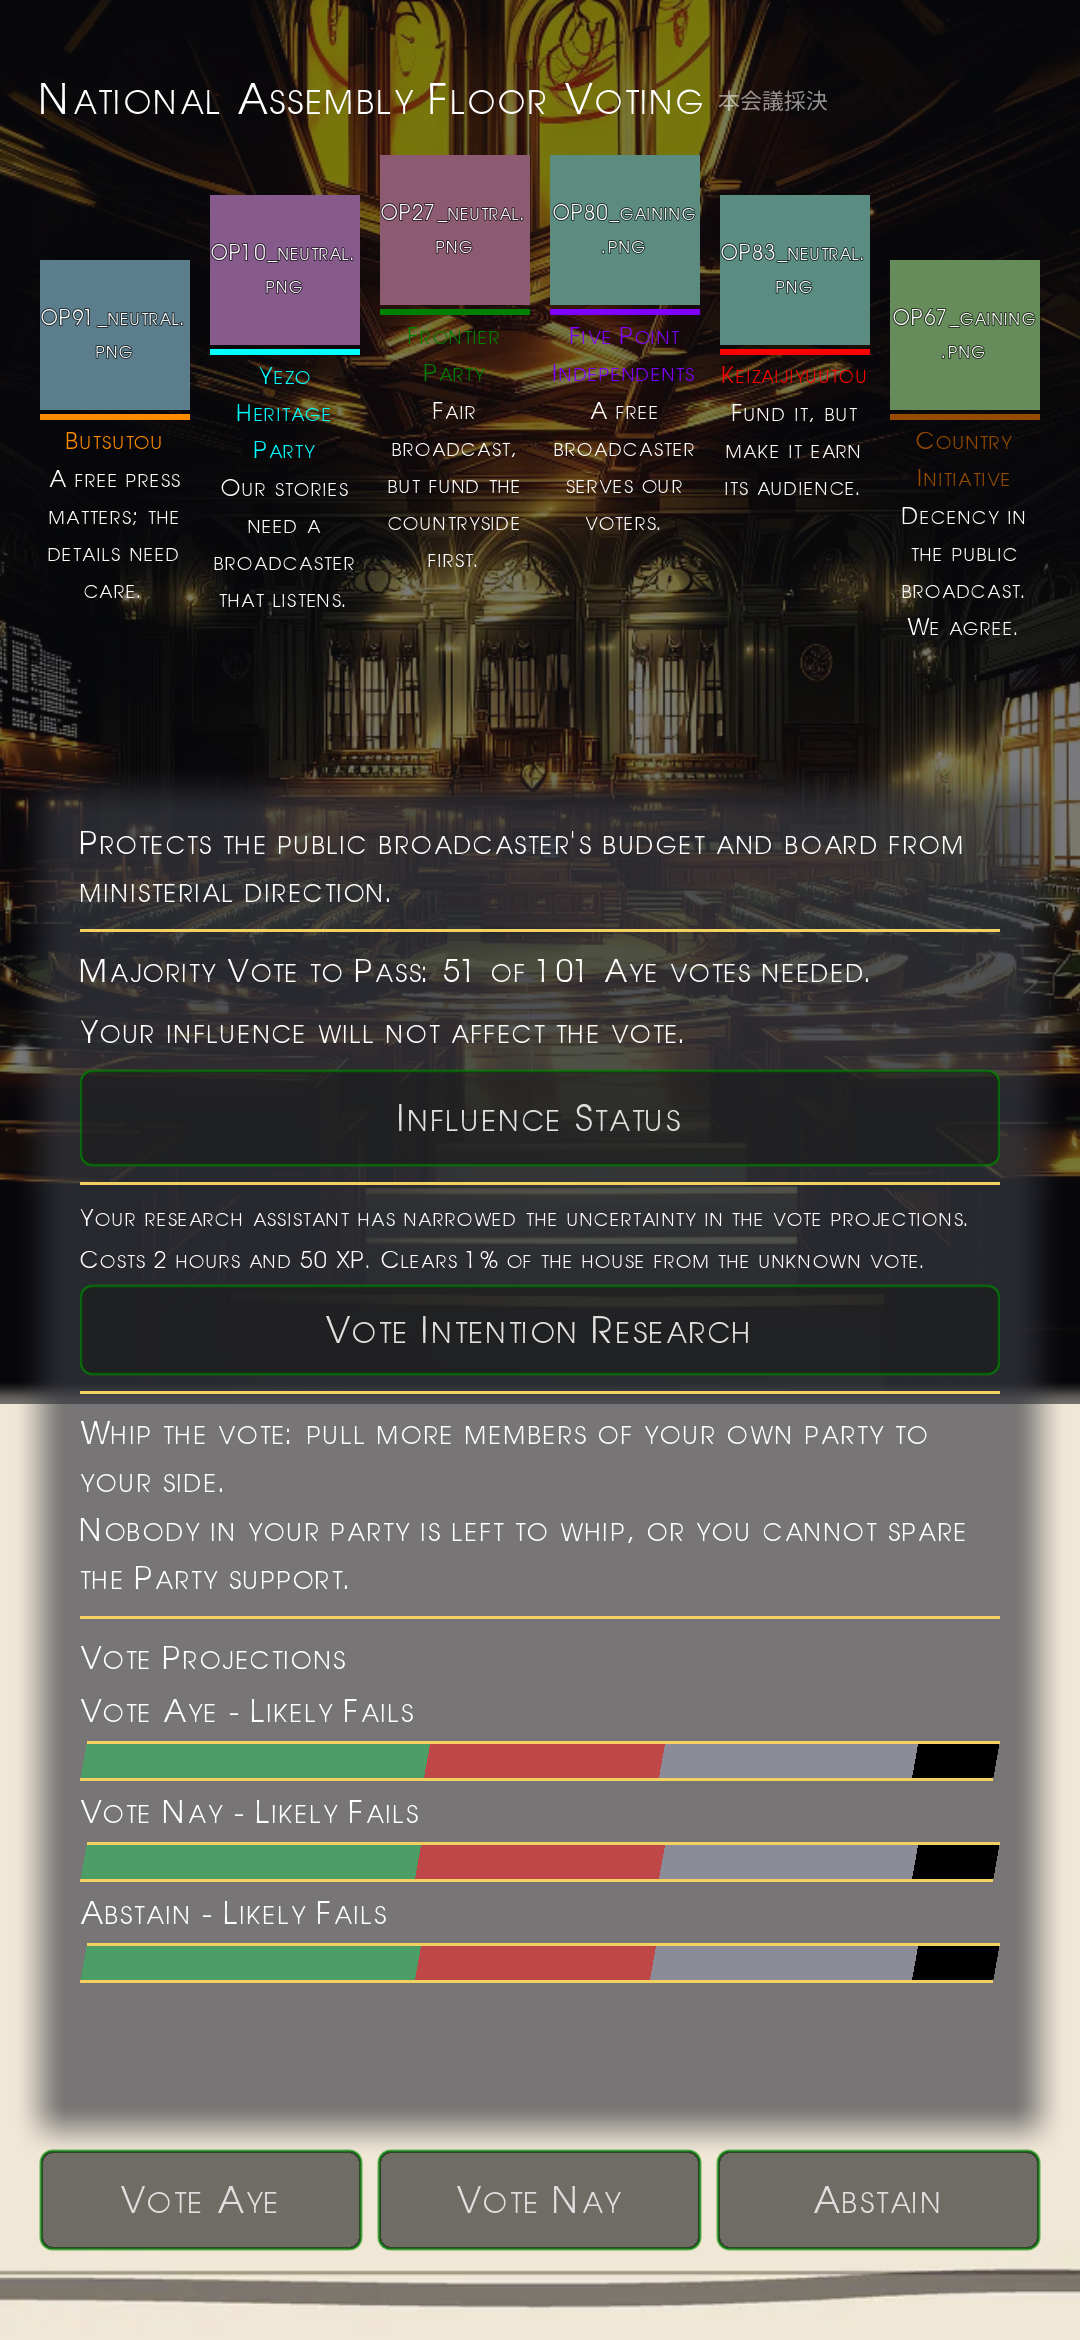 National Assembly Floor Voting 本会議採決
OP91_neutral.
png
Butsutou
A free press
matters; the
details need
care.
OP10_neutral.
png
Yezo
Heritage
Party
Our stories
need a
broadcaster
that listens.
OP27_neutral.
png
Frontier
Party
Fair
broadcast,
but fund the
countryside
first.
OP80_gaining
.png
Five Point
Independents
A free
broadcaster
serves our
voters.
OP83_neutral.
png
Keizaijiyuutou
Fund it, but
make it earn
its audience.
OP67_gaining
.png
Country
Initiative
Decency in
the public
broadcast.
We agree.
Protects the public broadcaster's budget and board from
ministerial direction.
Majority Vote to Pass: 51 of 101 Aye votes needed.
Your influence will not affect the vote.
Influence Status
Your research assistant has narrowed the uncertainty in the vote projections.
Costs 2 hours and 50 XP. Clears 1% of the house from the unknown vote.
Vote Intention Research
Whip the vote: pull more members of your own party to
your side.
Nobody in your party is left to whip, or you cannot spare
the Party support.
Vote Projections
Vote Aye - Likely Fails
Vote Nay - Likely Fails
Abstain - Likely Fails
Vote Aye
Vote Nay
Abstain